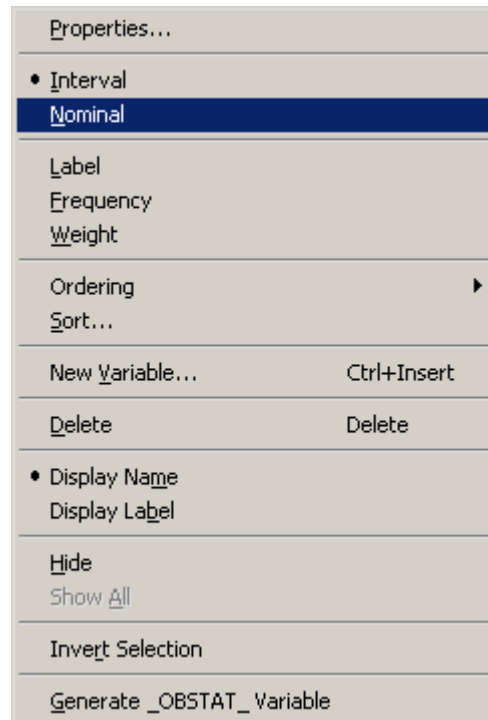 Properties...
Interval
Nominal
Label
Frequency
Weight
Ordering
Sort...
New Variable... Ctrl+Insert
Delete Delete
Display Name
Display Label
Hide
Show All
Invert Selection
Generate _OBSTAT_ Variable